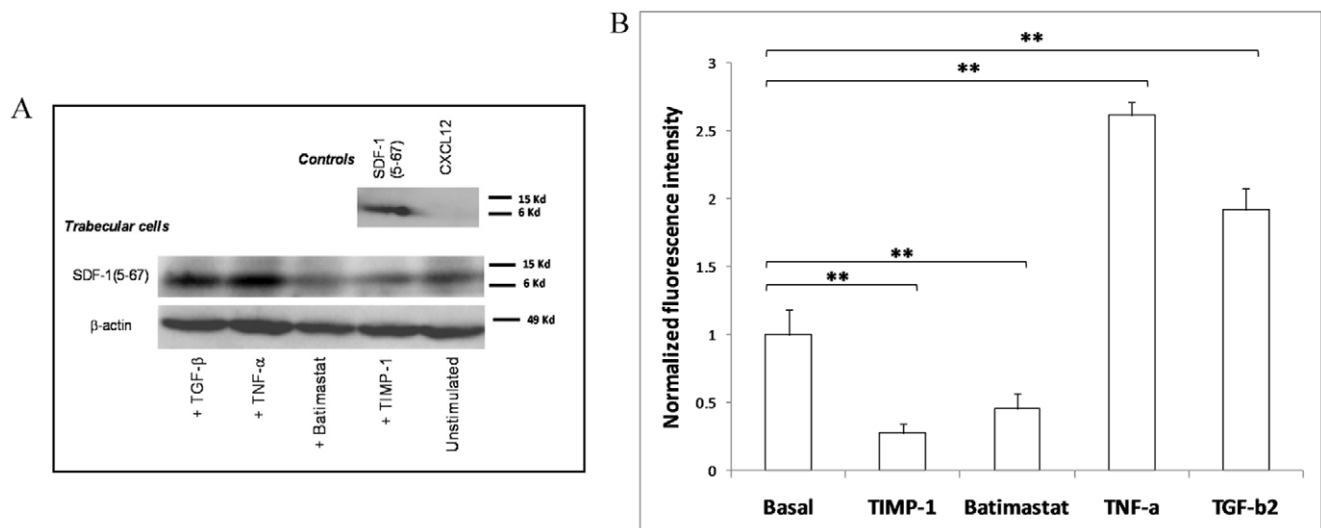 A
Controls
SDF-1
(5-67)
CXCL12
15 Kd
6 Kd
Trabecular cells
SDF-1(5-67)
15 Kd
6 Kd
β-actin
49 Kd
+ TGF-β
+ TNF-α
+ Batimastat
+ TIMP-1
Unstimulated
B
Normalized fluorescence intensity
3
2.5
2
1.5
1
0.5
0
**
**
**
**
Basal
TIMP-1
Batimastat
TNF-a
TGF-b2